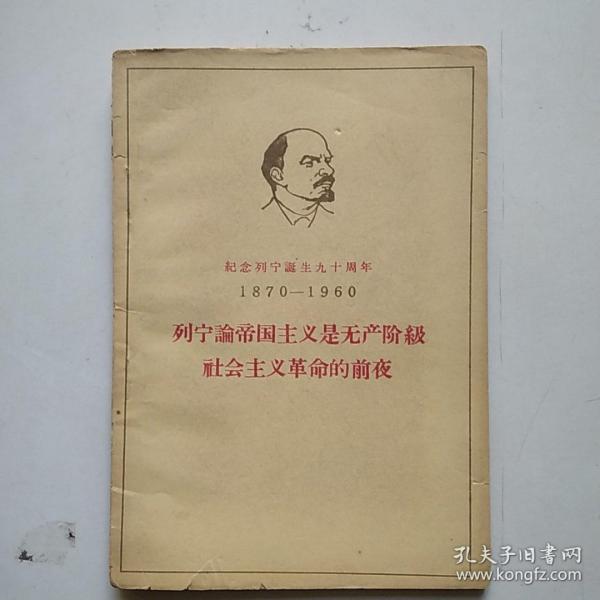 紀念列宁誕生九十周年
1870—1960
列宁論帝国主义是无产阶級
社会主义革命的前夜
孔夫子旧书网
www.kongfz.com